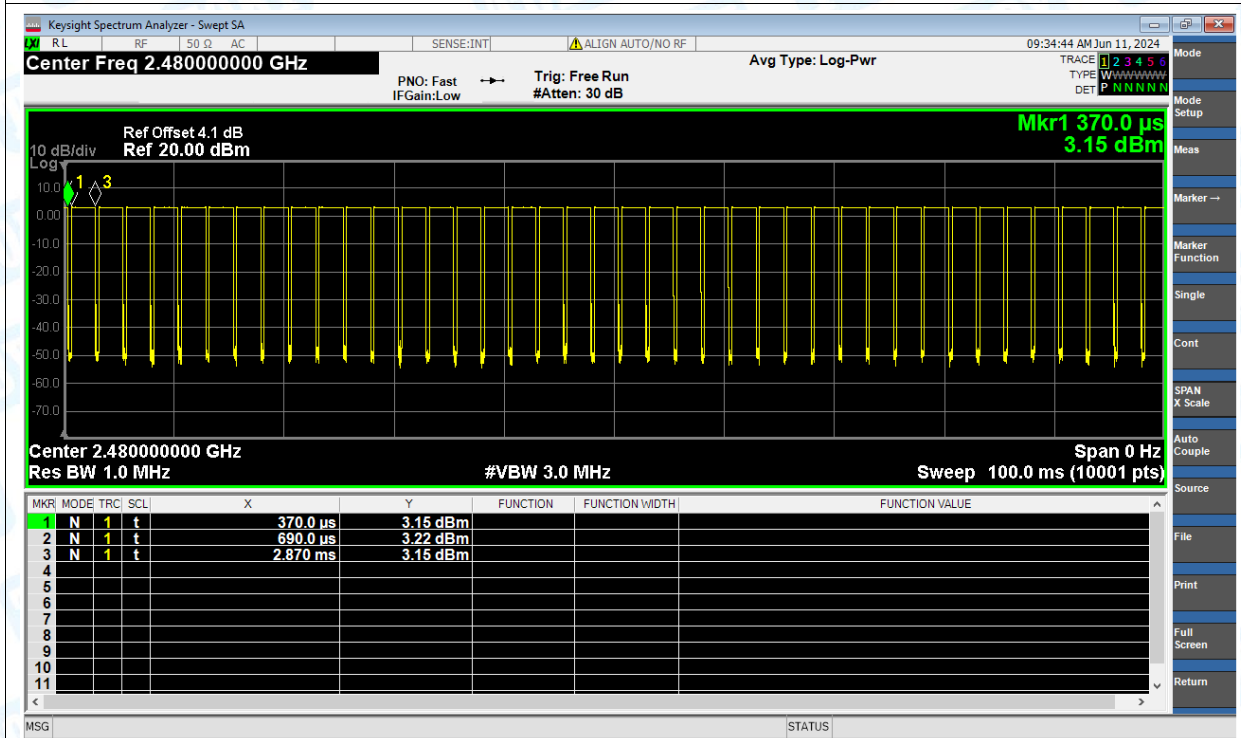 Keysight Spectrum Analyzer - Swept SA
LXI RL RF 50 Ω AC SENSE:INT ALIGN AUTO/NO RF 09:34:44 AM Jun 11, 2024
Center Freq 2.480000000 GHz
Avg Type: Log-Pwr
TRACE 1 2 3 4 5 6
TYPE WWWWWW
DET P N N N N N
PNO: Fast Trig: Free Run
IFGain:Low #Atten: 30 dB
Ref Offset 4.1 dB
Ref 20.00 dBm
10 dB/div
Log
Mkr1 370.0 µs
3.15 dBm
1 3
10.0
0.00
-10.0
-20.0
-30.0
-40.0
-50.0
-60.0
-70.0
Center 2.480000000 GHz Span 0 Hz
Res BW 1.0 MHz #VBW 3.0 MHz Sweep 100.0 ms (10001 pts)
MKR MODE TRC SCL X Y FUNCTION FUNCTION WIDTH FUNCTION VALUE
1 N 1 t 370.0 µs 3.15 dBm
2 N 1 t 690.0 µs 3.22 dBm
3 N 1 t 2.870 ms 3.15 dBm
4
5
6
7
8
9
10
11
MSG STATUS
Mode
Mode
Setup
Meas
Marker →
Marker
Function
Single
Cont
SPAN
X Scale
Auto
Couple
Source
File
Print
Full
Screen
Return